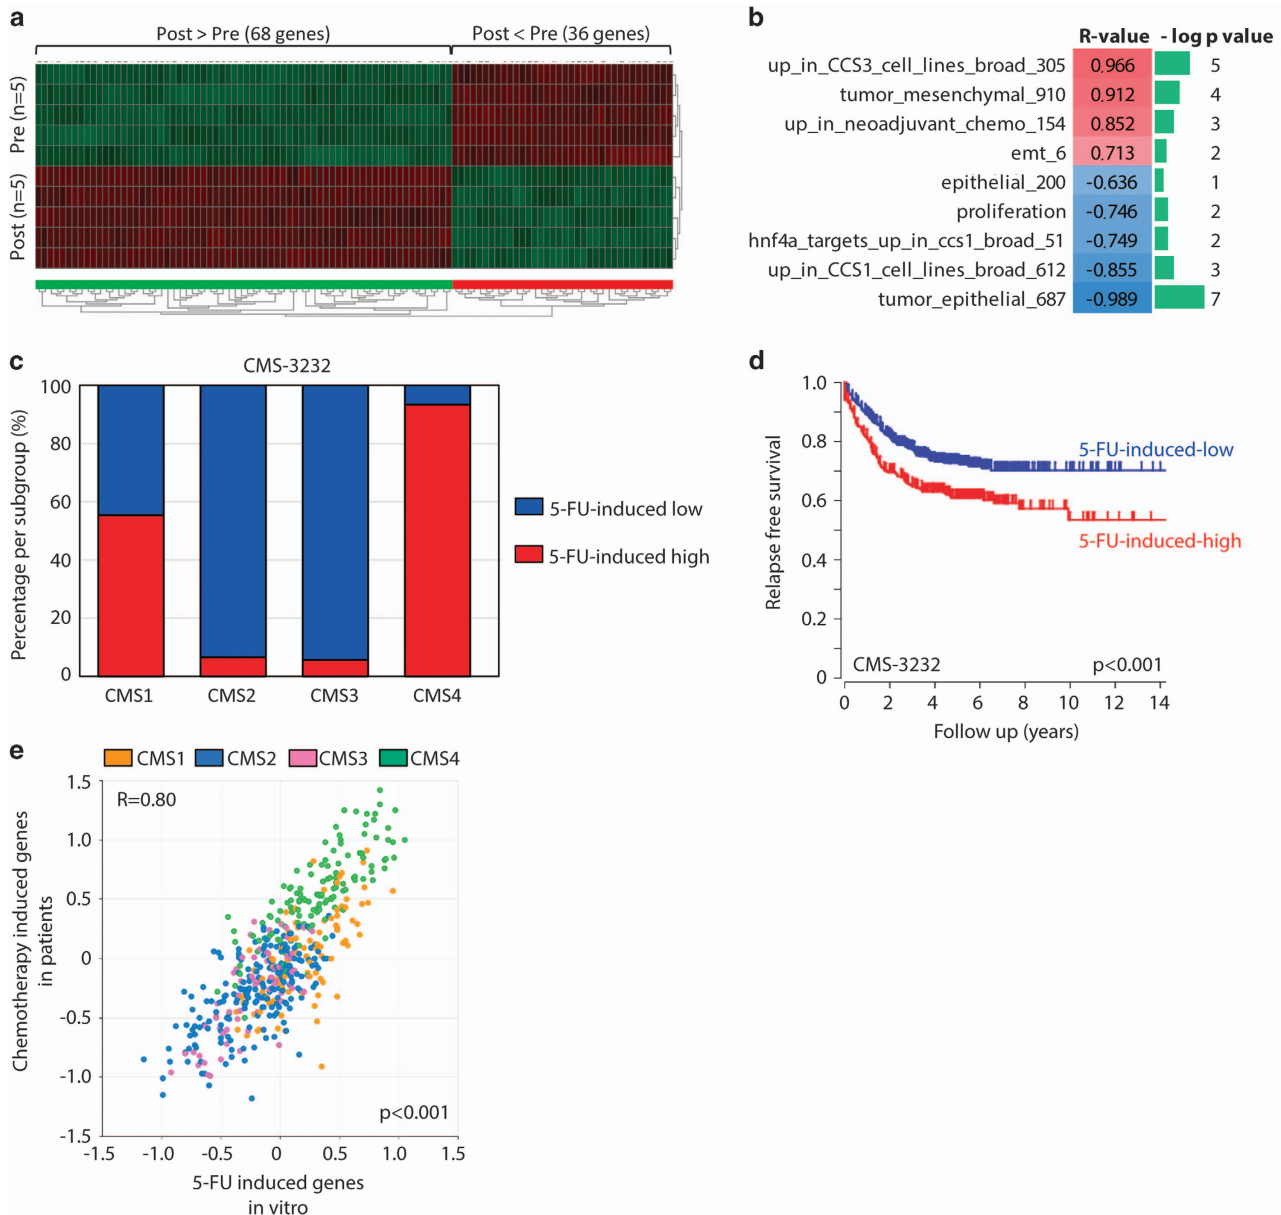 a
Post > Pre (68 genes)
Post < Pre (36 genes)
Pre (n=5)
Post (n=5)
b
R-value - log p value
up_in_CCS3_cell_lines_broad_305 0.966 5
tumor_mesenchymal_910 0.912 4
up_in_neoadjuvant_chemo_154 0.852 3
emt_6 0.713 2
epithelial_200 -0.636 1
proliferation -0.746 2
hnf4a_targets_up_in_ccs1_broad_51 -0.749 2
up_in_CCS1_cell_lines_broad_612 -0.855 3
tumor_epithelial_687 -0.989 7
c
CMS-3232
Percentage per subgroup (%)
100
80
60
40
20
0
CMS1 CMS2 CMS3 CMS4
5-FU-induced low
5-FU-induced high
d
Relapse free survival
1.0
0.8
0.6
0.4
0.2
0
5-FU-induced-low
5-FU-induced-high
CMS-3232 p<0.001
0 2 4 6 8 10 12 14
Follow up (years)
e
CMS1 CMS2 CMS3 CMS4
Chemotherapy induced genes
in patients
1.5
1.0
0.5
0
-0.5
-1.0
-1.5
R=0.80
p<0.001
-1.5 -1.0 -0.5 0 0.5 1.0 1.5
5-FU induced genes
in vitro